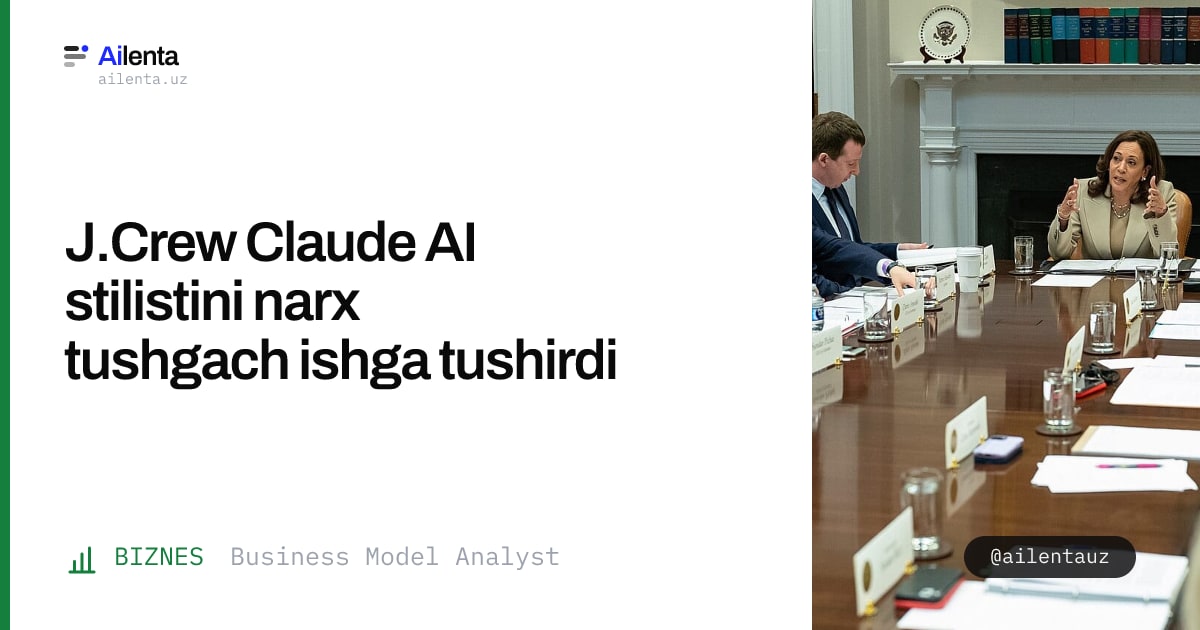 Ailenta
ailenta.uz
J.Crew Claude AI
stilistini narx
tushgach ishga tushirdi
BIZNES Business Model Analyst
@ailentauz